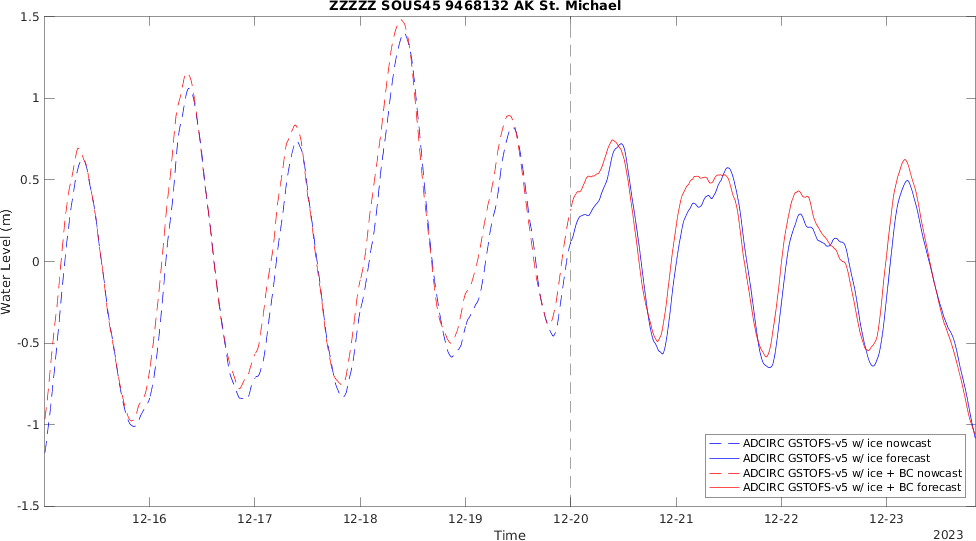 ZZZZZ SOUS45 9468132 AK St. Michael
1.5
1
0.5
0
-0.5
-1
-1.5
Water Level (m)
12-16
12-17
12-18
12-19
12-20
12-21
12-22
12-23
Time
2023
ADCIRC GSTOFS-v5 w/ ice nowcast
ADCIRC GSTOFS-v5 w/ ice forecast
ADCIRC GSTOFS-v5 w/ ice + BC nowcast
ADCIRC GSTOFS-v5 w/ ice + BC forecast